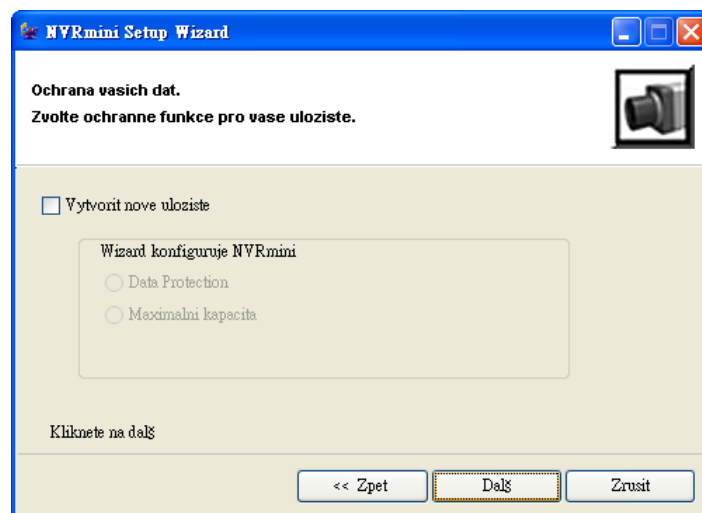 NVRmini Setup Wizard
Ochrana vasich dat.
Zvolte ochranne funkce pro vase uloziste.
Vytvorit nove uloziste
Wizard konfiguruje NVRmini
Data Protection
Maximalni kapacita
Kliknete na dalš
<< Zpet
Dalš
Zrusit